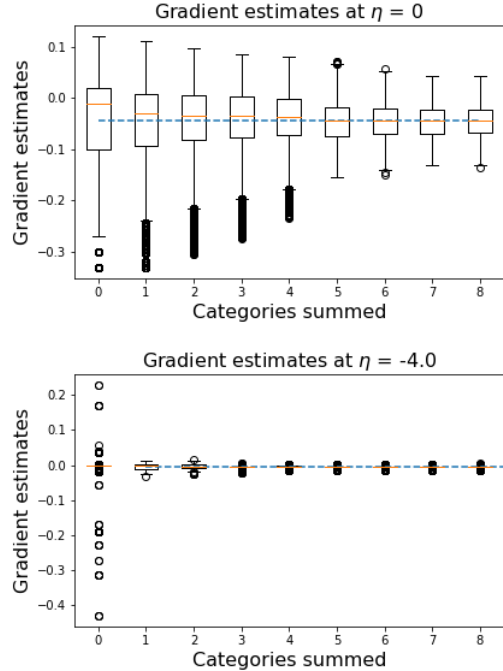 Gradient estimates at η = 0
Gradient estimates
0.1
0.0
−0.1
−0.2
−0.3
0 1 2 3 4 5 6 7 8
Categories summed
Gradient estimates at η = -4.0
Gradient estimates
0.2
0.1
0.0
−0.1
−0.2
−0.3
−0.4
0 1 2 3 4 5 6 7 8
Categories summed